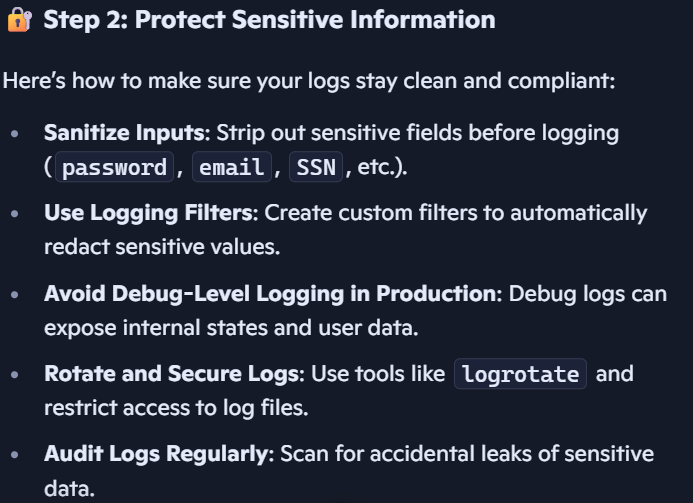 🔐 Step 2: Protect Sensitive Information
Here’s how to make sure your logs stay clean and compliant:
• Sanitize Inputs: Strip out sensitive fields before logging
( password , email , SSN , etc.).
• Use Logging Filters: Create custom filters to automatically
redact sensitive values.
• Avoid Debug-Level Logging in Production: Debug logs can
expose internal states and user data.
• Rotate and Secure Logs: Use tools like logrotate and
restrict access to log files.
• Audit Logs Regularly: Scan for accidental leaks of sensitive
data.